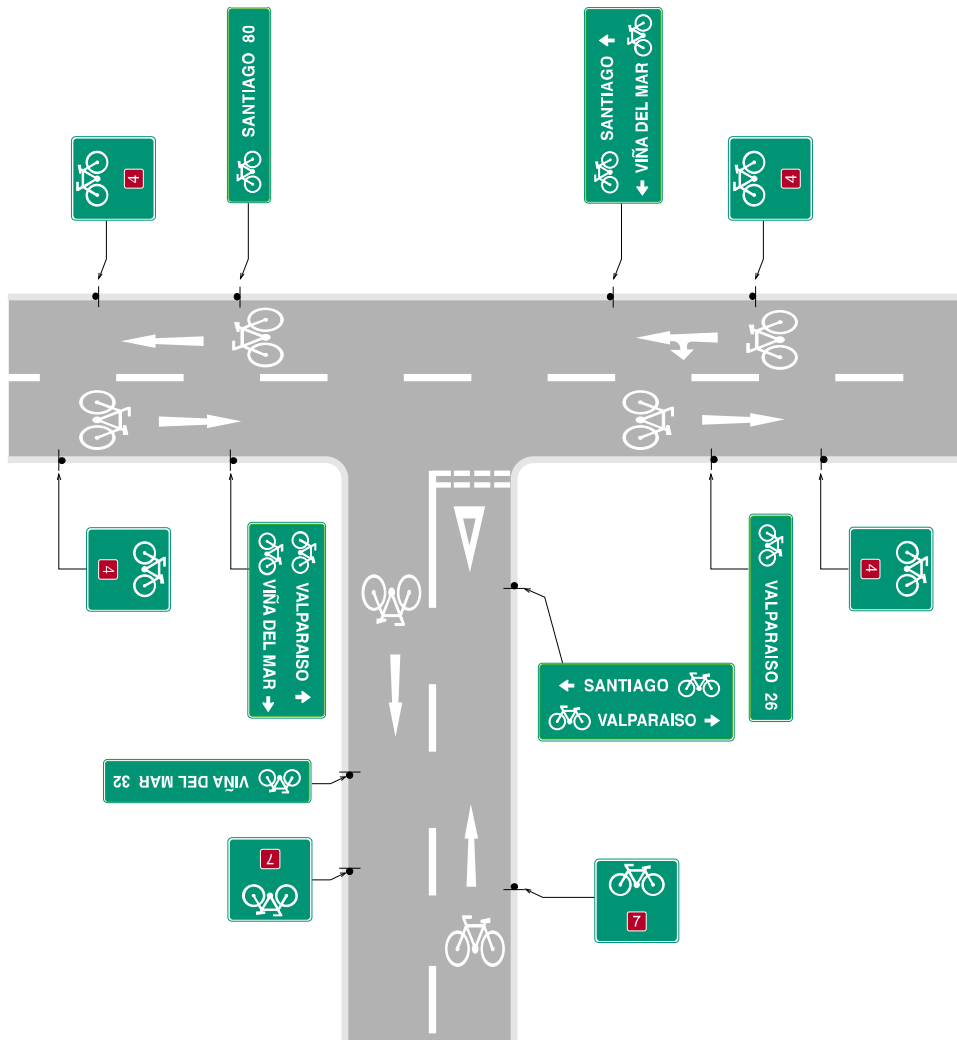 SANTIAGO 80
SANTIAGO
VIÑA DEL MAR
4
4
4
VALPARAISO
VIÑA DEL MAR
VALPARAISO 26
4
SANTIAGO
VALPARAISO
VIÑA DEL MAR 32
7
7